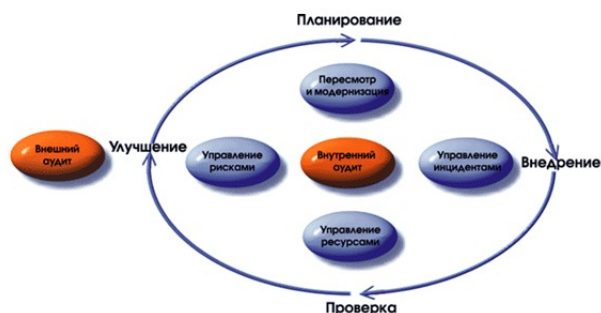 Планирование
Пересмотр
и модернизация
Внешний
аудит
Улучшение
Управление
рисками
Внутренний
аудит
Управление
инцидентами
Внедрение
Управление
ресурсами
Проверка